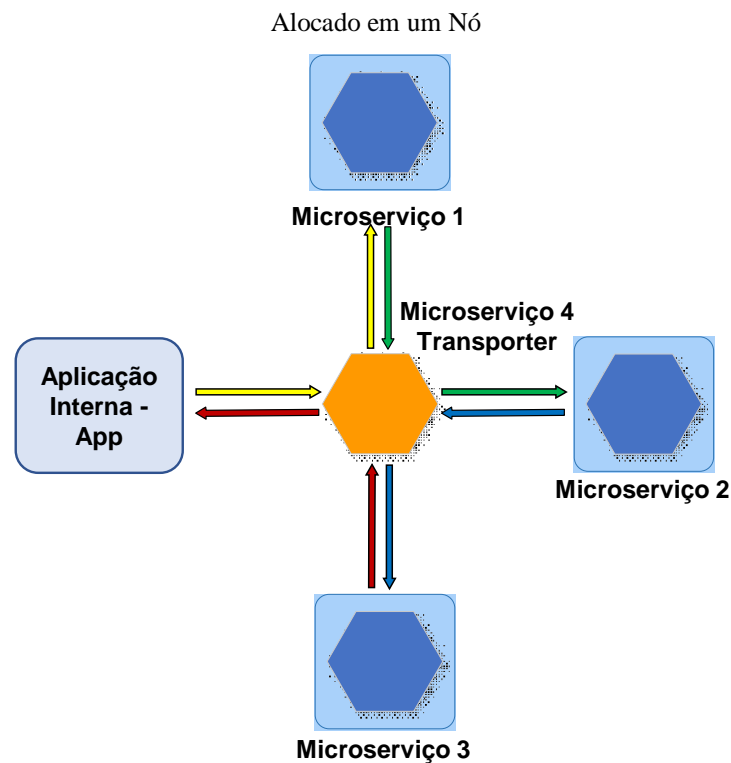 Alocado em um Nó
Microserviço 1
Microserviço 4
Transporter
Aplicação
Interna -
App
Microserviço 2
Microserviço 3